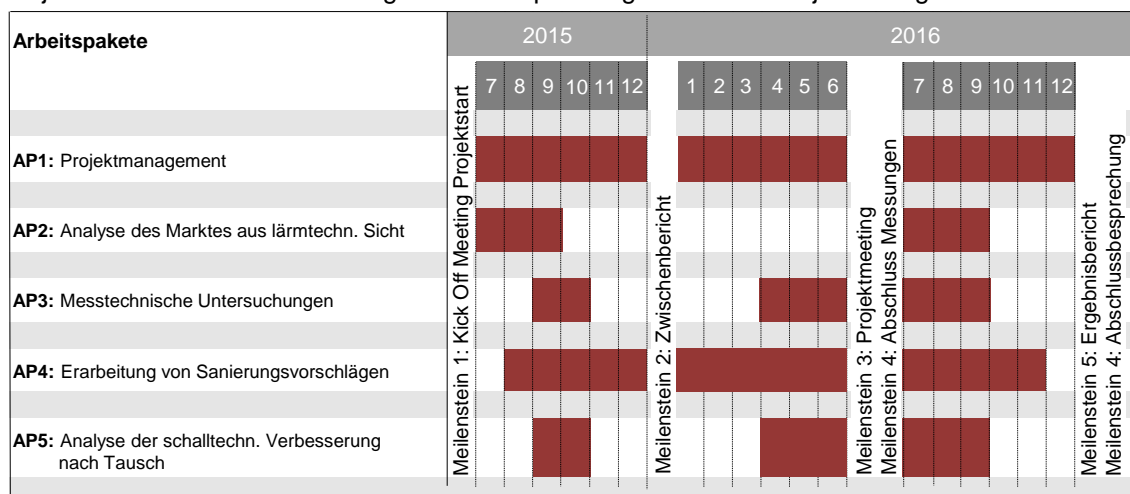 Arbeitspakete
2015
2016
7 8 9 10 11 12
1 2 3 4 5 6
7 8 9 10 11 12
AP1: Projektmanagement
AP2: Analyse des Marktes aus lärmtechn. Sicht
AP3: Messtechnische Untersuchungen
AP4: Erarbeitung von Sanierungsvorschlägen
AP5: Analyse der schalltechn. Verbesserung
nach Tausch
Meilenstein 1: Kick Off Meeting Projektstart
Meilenstein 2: Zwischenbericht
Meilenstein 3: Projektmeeting
Meilenstein 4: Abschluss Messungen
Meilenstein 5: Ergebnisbericht
Meilenstein 4: Abschlussbesprechung